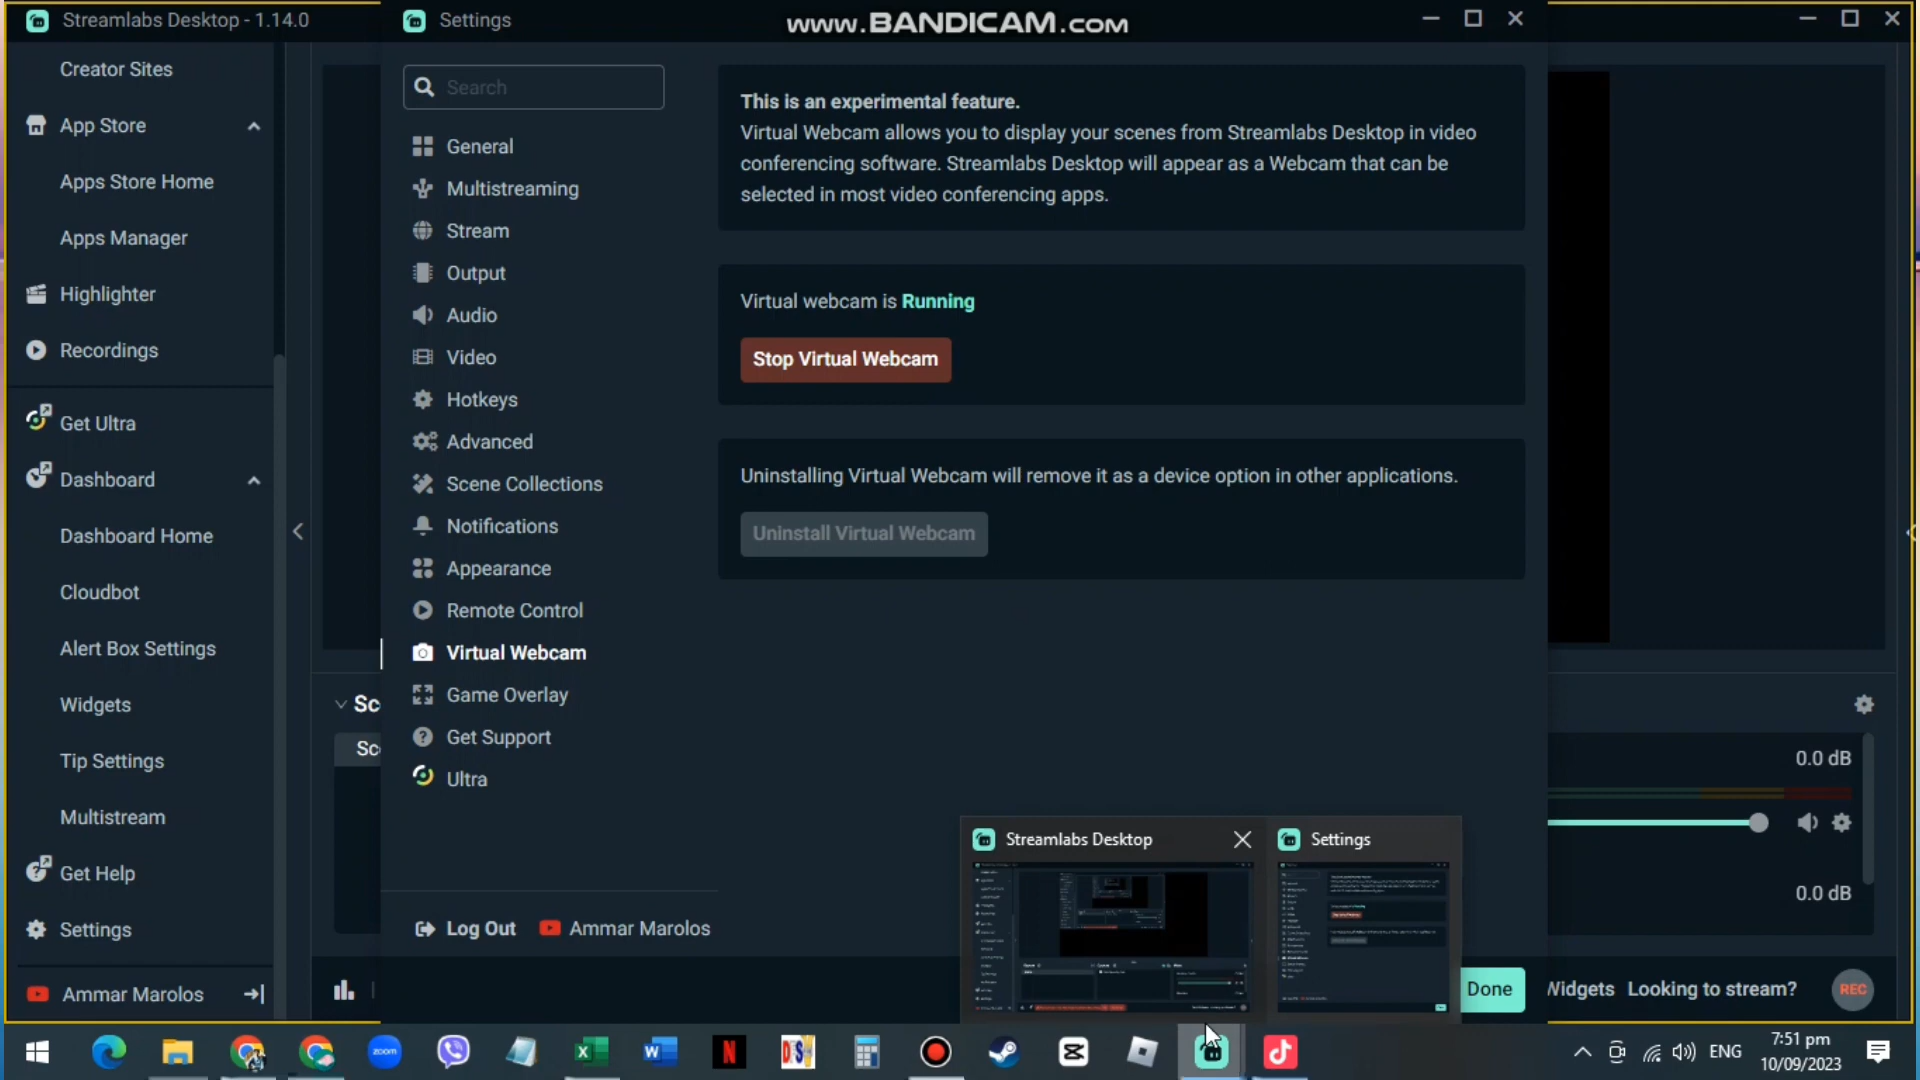 Streamlabs Desktop - 1.14.0
Settings
www.BANDICAM.com
Creator Sites
App Store
Apps Store Home
Apps Manager
Highlighter
Recordings
Get Ultra
Dashboard
Dashboard Home
Cloudbot
Alert Box Settings
Widgets
Tip Settings
Multistream
Get Help
Settings
Ammar Marolos
Search
General
Multistreaming
Stream
Output
Audio
Video
Hotkeys
Advanced
Scene Collections
Notifications
Appearance
Remote Control
Virtual Webcam
Game Overlay
Get Support
Ultra
Log Out
Ammar Marolos
This is an experimental feature.
Virtual Webcam allows you to display your scenes from Streamlabs Desktop in video
conferencing software. Streamlabs Desktop will appear as a Webcam that can be
selected in most video conferencing apps.
Virtual webcam is Running
Stop Virtual Webcam
Uninstalling Virtual Webcam will remove it as a device option in other applications.
Uninstall Virtual Webcam
Sc
Sc
0.0 dB
0.0 dB
Streamlabs Desktop
Settings
Done
Widgets
Looking to stream?
REC
zoom
N
ENG
7:51 pm
10/09/2023